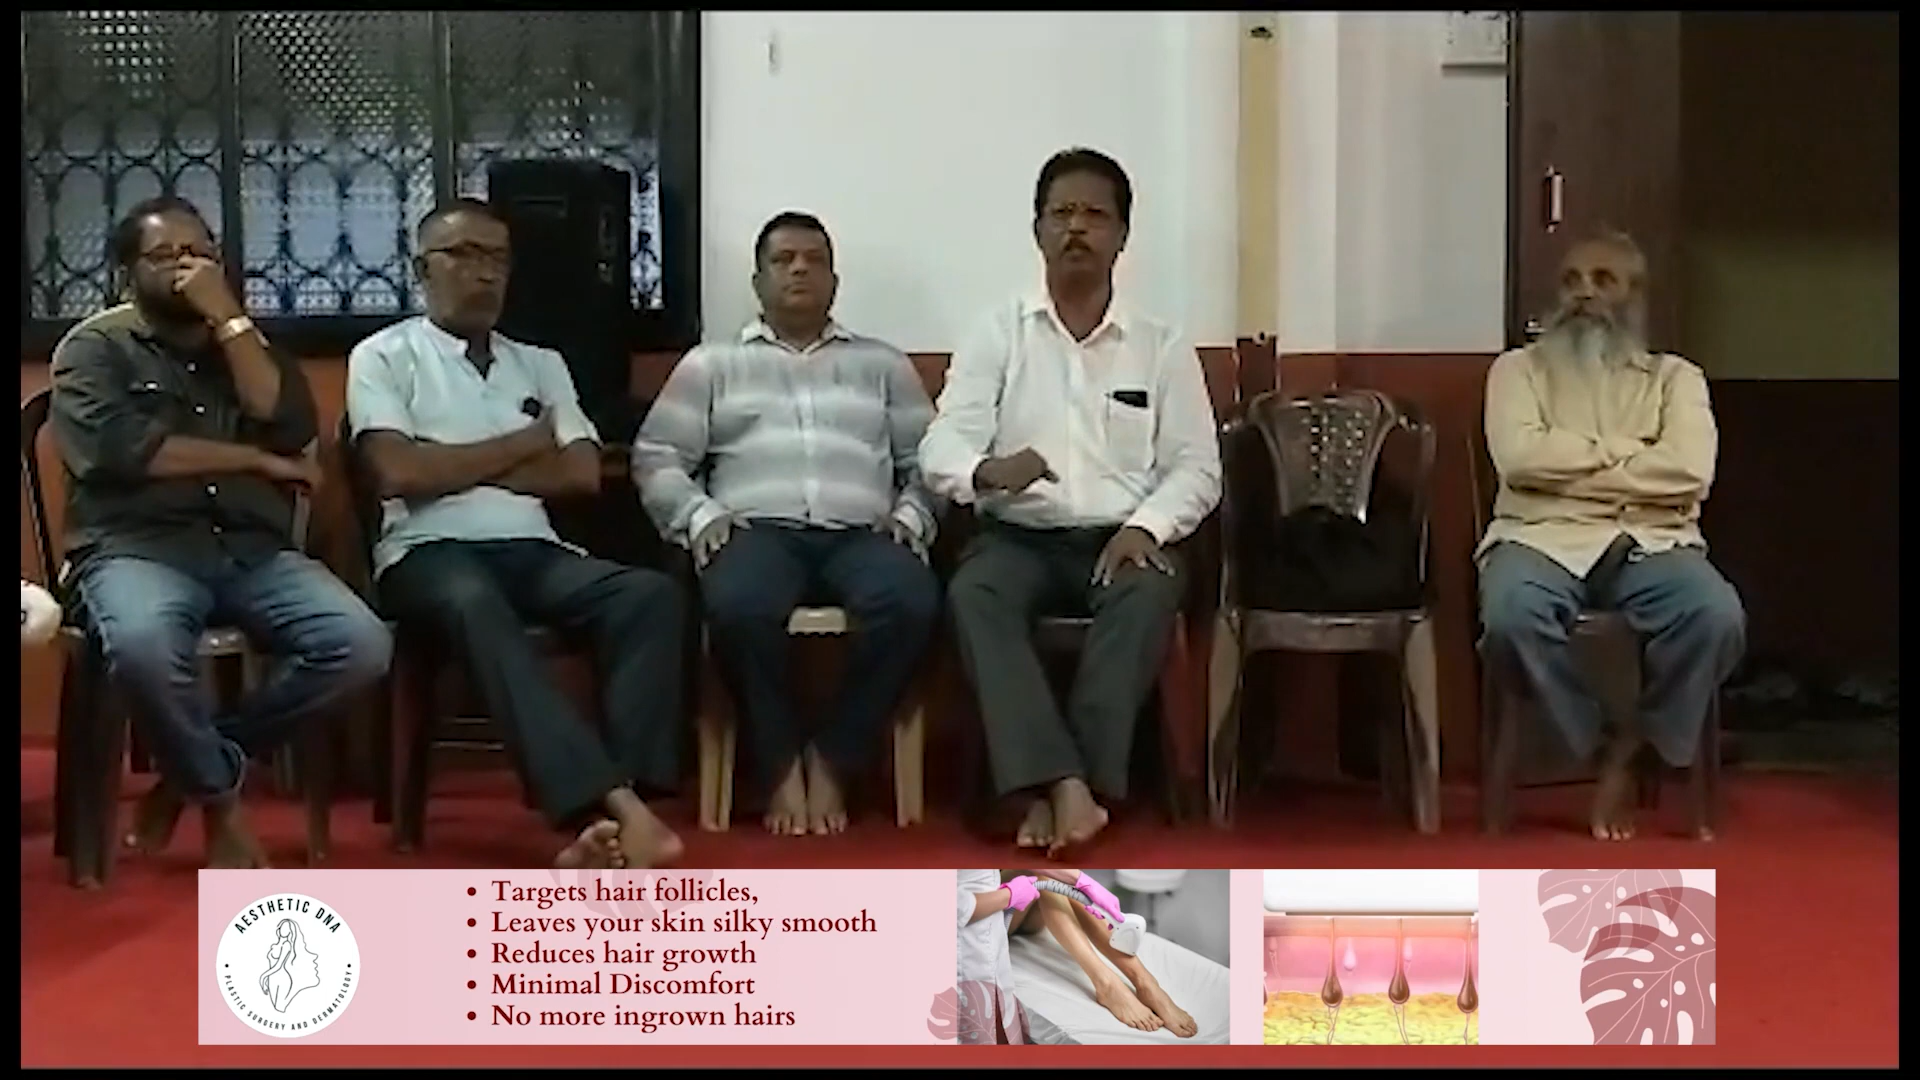 AESTHETIC DNA
• PLASTIC SURGERY AND DERMATOLOGY •
• Targets hair follicles,
• Leaves your skin silky smooth
• Reduces hair growth
• Minimal Discomfort
• No more ingrown hairs